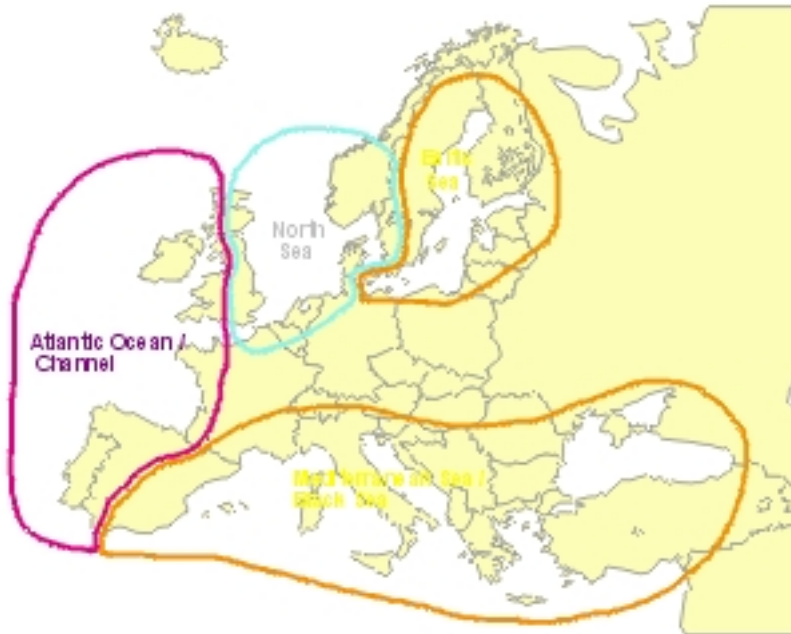 Baltic
Sea
North
Sea
Atlantic Ocean /
Channel
Mediterranean Sea /
Black Sea